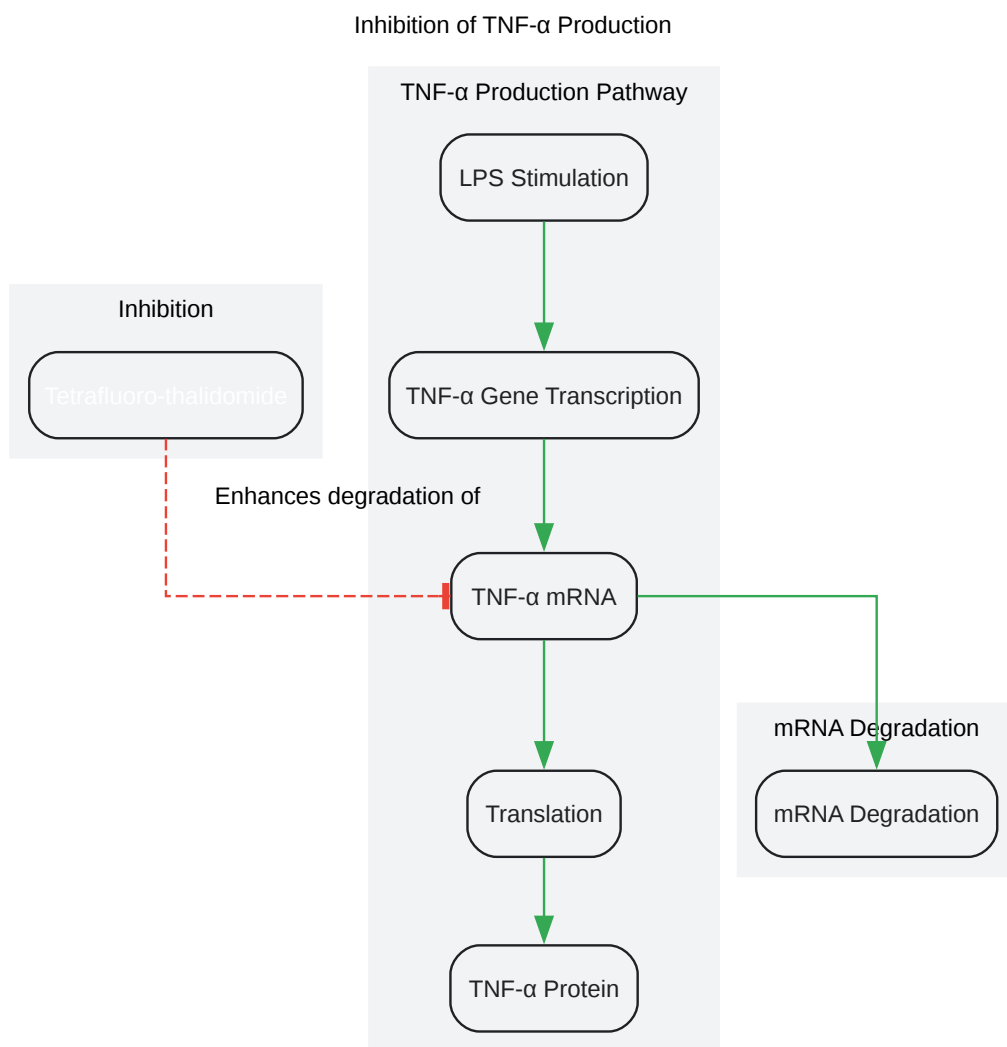 Inhibition of TNF-α Production
TNF-α Production Pathway
LPS Stimulation
Inhibition
Tetrafluoro-thalidomide
TNF-α Gene Transcription
Enhances degradation of
TNF-α mRNA
mRNA Degradation
Translation
mRNA Degradation
TNF-α Protein